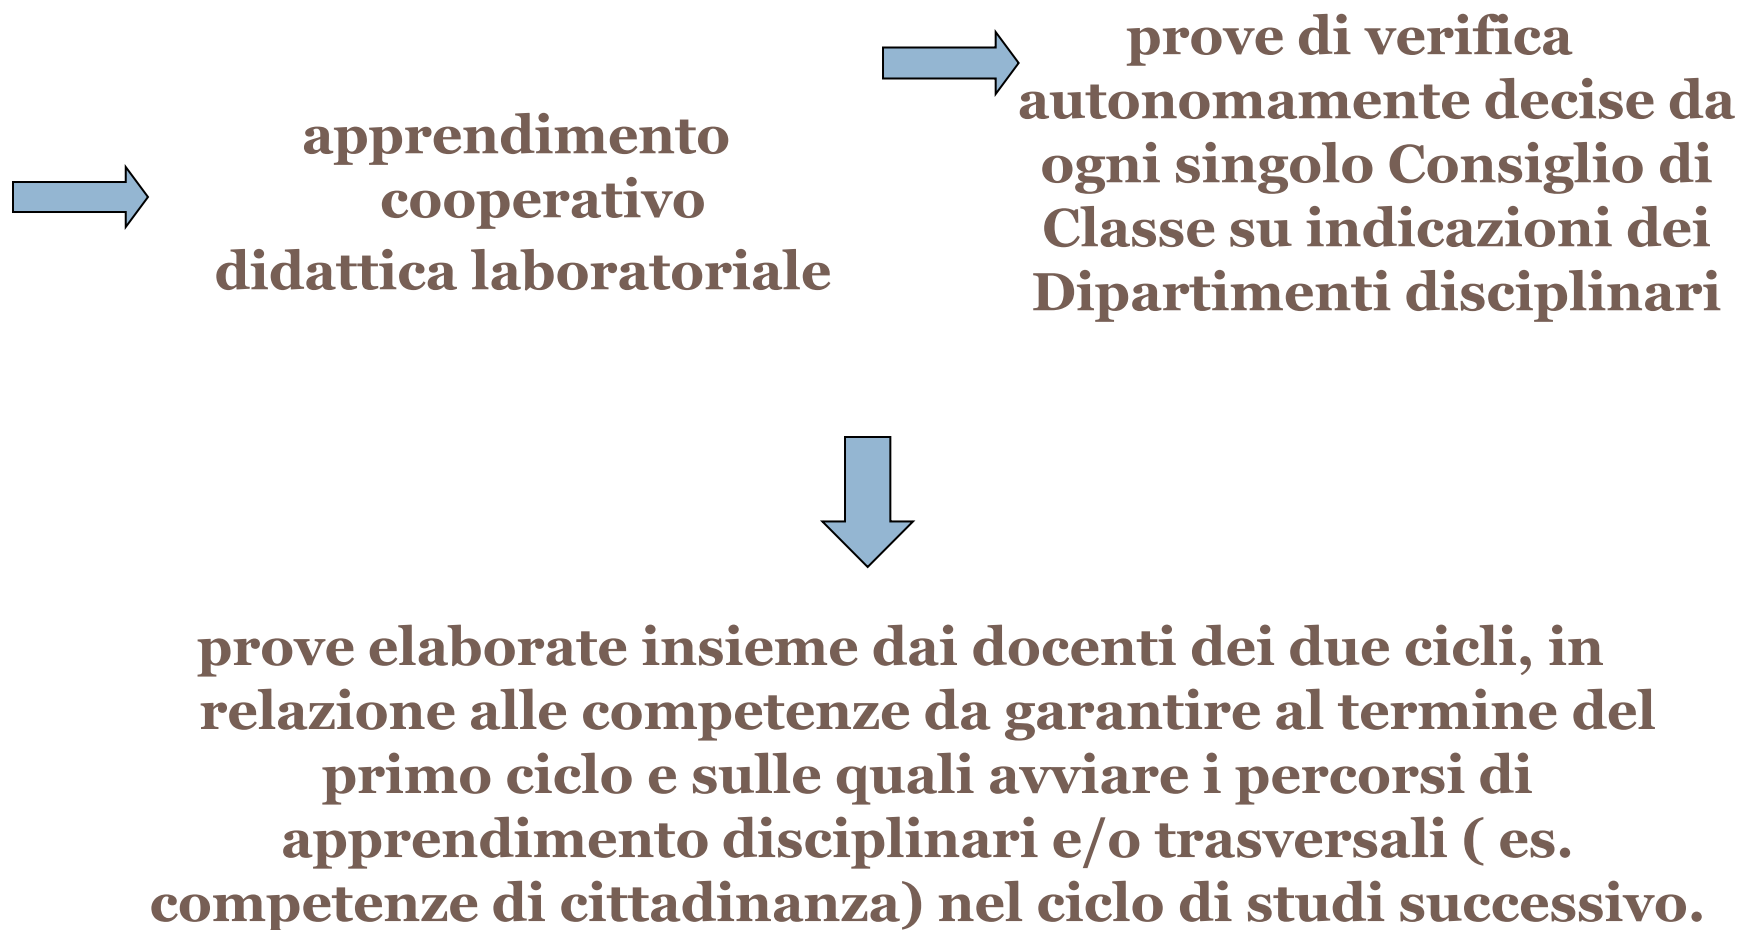 apprendimento
cooperativo
didattica laboratoriale
prove di verifica
autonomamente decise da
ogni singolo Consiglio di
Classe su indicazioni dei
Dipartimenti disciplinari
prove elaborate insieme dai docenti dei due cicli, in
relazione alle competenze da garantire al termine del
primo ciclo e sulle quali avviare i percorsi di
apprendimento disciplinari e/o trasversali ( es.
competenze di cittadinanza) nel ciclo di studi successivo.